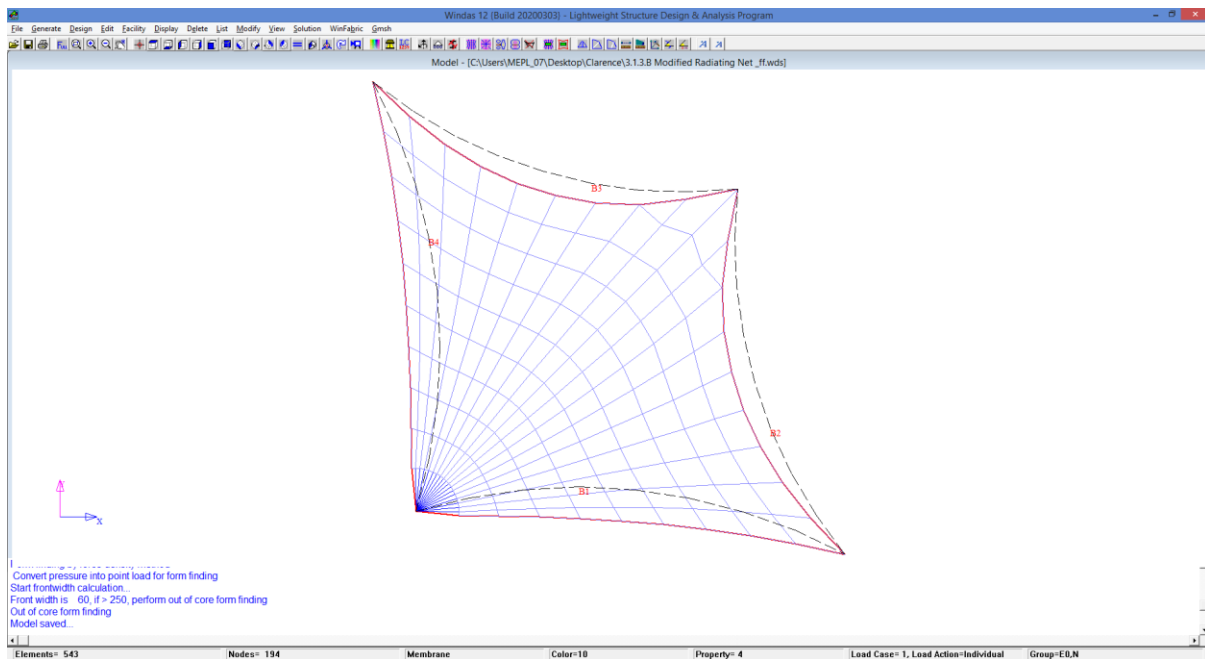 Windas 12 (Build 20200303) - Lightweight Structure Design & Analysis Program
File Generate Design Edit Facility Display Delete List Modify View Solution WinFabric Gmsh
Model - [C:\Users\MEPL_07\Desktop\Clarence\3.1.3.B Modified Radiating Net _ff.wds]
B3
B4
B2
B1
X
Convert pressure into point load for form finding
Start frontwidth calculation...
Front width is 60, if > 250, perform out of core form finding
Out of core form finding
Model saved...
Elements= 543 Nodes= 194 Membrane Color=10 Property= 4 Load Case= 1, Load Action=Individual Group=E0,N